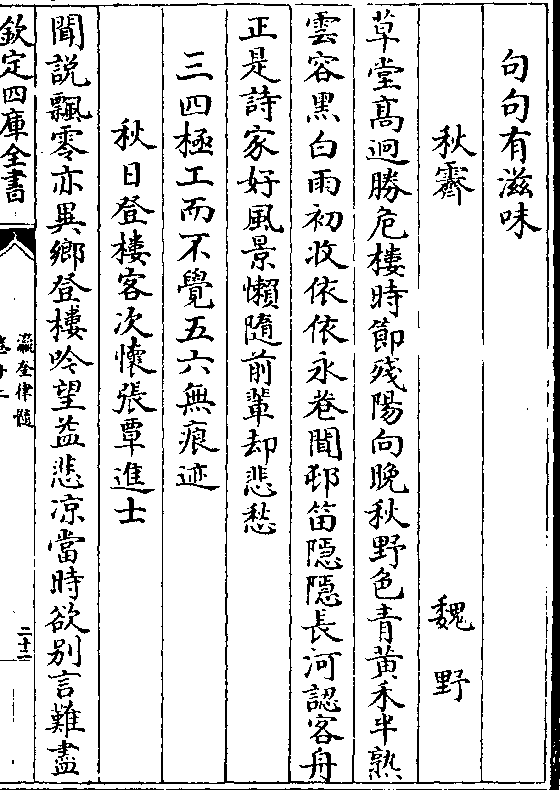 句句有滋味
秋霽 魏野
草堂髙迥勝危樓時節殘陽向晚秋野色青黄禾半熟
雲容黑白雨初收依依永巷聞邨笛隱隱長河認客舟
正是詩家好風景懶隨前輩却悲愁
三四極工而不覺五六無痕迹
秋日登樓客次懷張覃進士
聞說飄零亦異鄉登樓吟望益悲凉當時欲别言難盡
欽定四庫全書
瀛奎律髓
卷十二
二十二